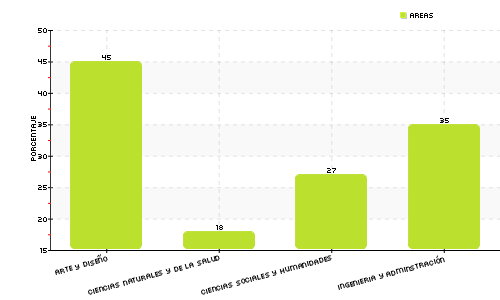 AREAS
50
45
40
35
30
25
20
15
PORCENTAJE
45
18
27
35
ARTE Y DISEÑO
CIENCIAS NATURALES Y DE LA SALUD
CIENCIAS SOCIALES Y HUMANIDADES
INGENIERIA Y ADMINSTRACIÓN